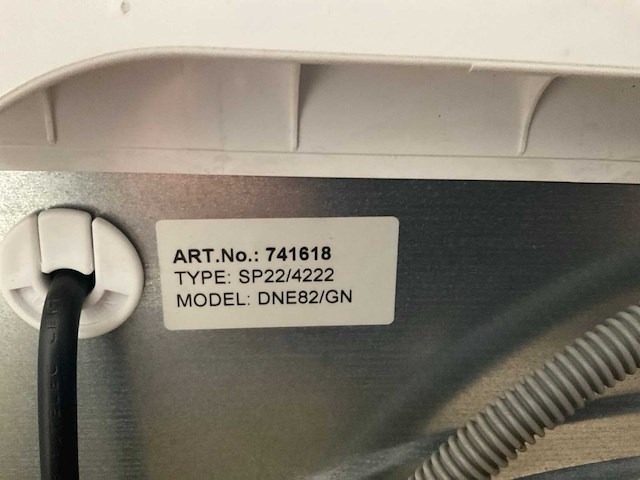 ART.No.: 741618
TYPE: SP22/4222
MODEL: DNE82/GN